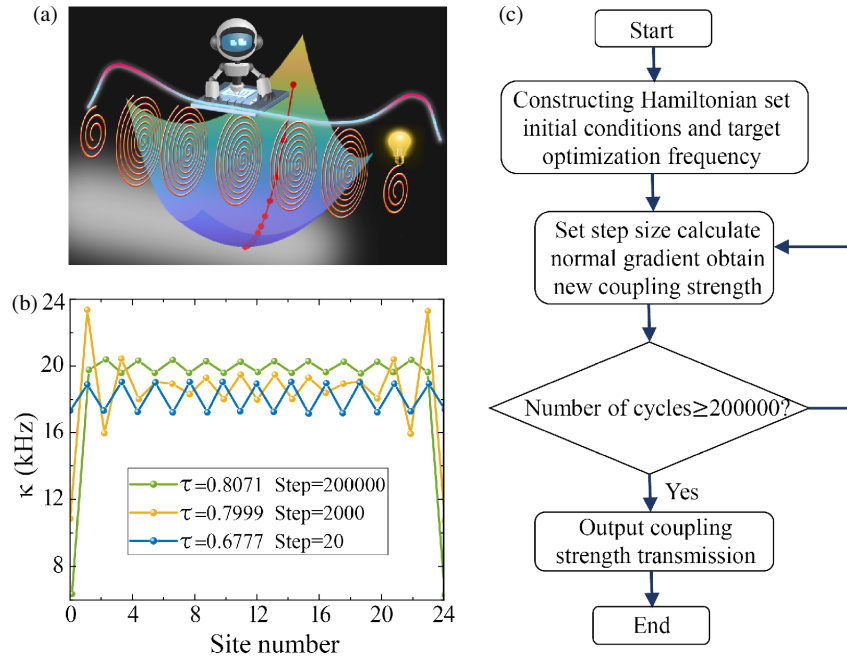 (a)
(b)
24
20
16
12
8
κ (kHz)
τ=0.8071 Step=200000
τ=0.7999 Step=2000
τ=0.6777 Step=20
0 4 8 12 16 20 24
Site number
(c)
Start
Constructing Hamiltonian set
initial conditions and target
optimization frequency
Set step size calculate
normal gradient obtain
new coupling strength
Number of cycles≥200000?
Yes
Output coupling
strength transmission
End